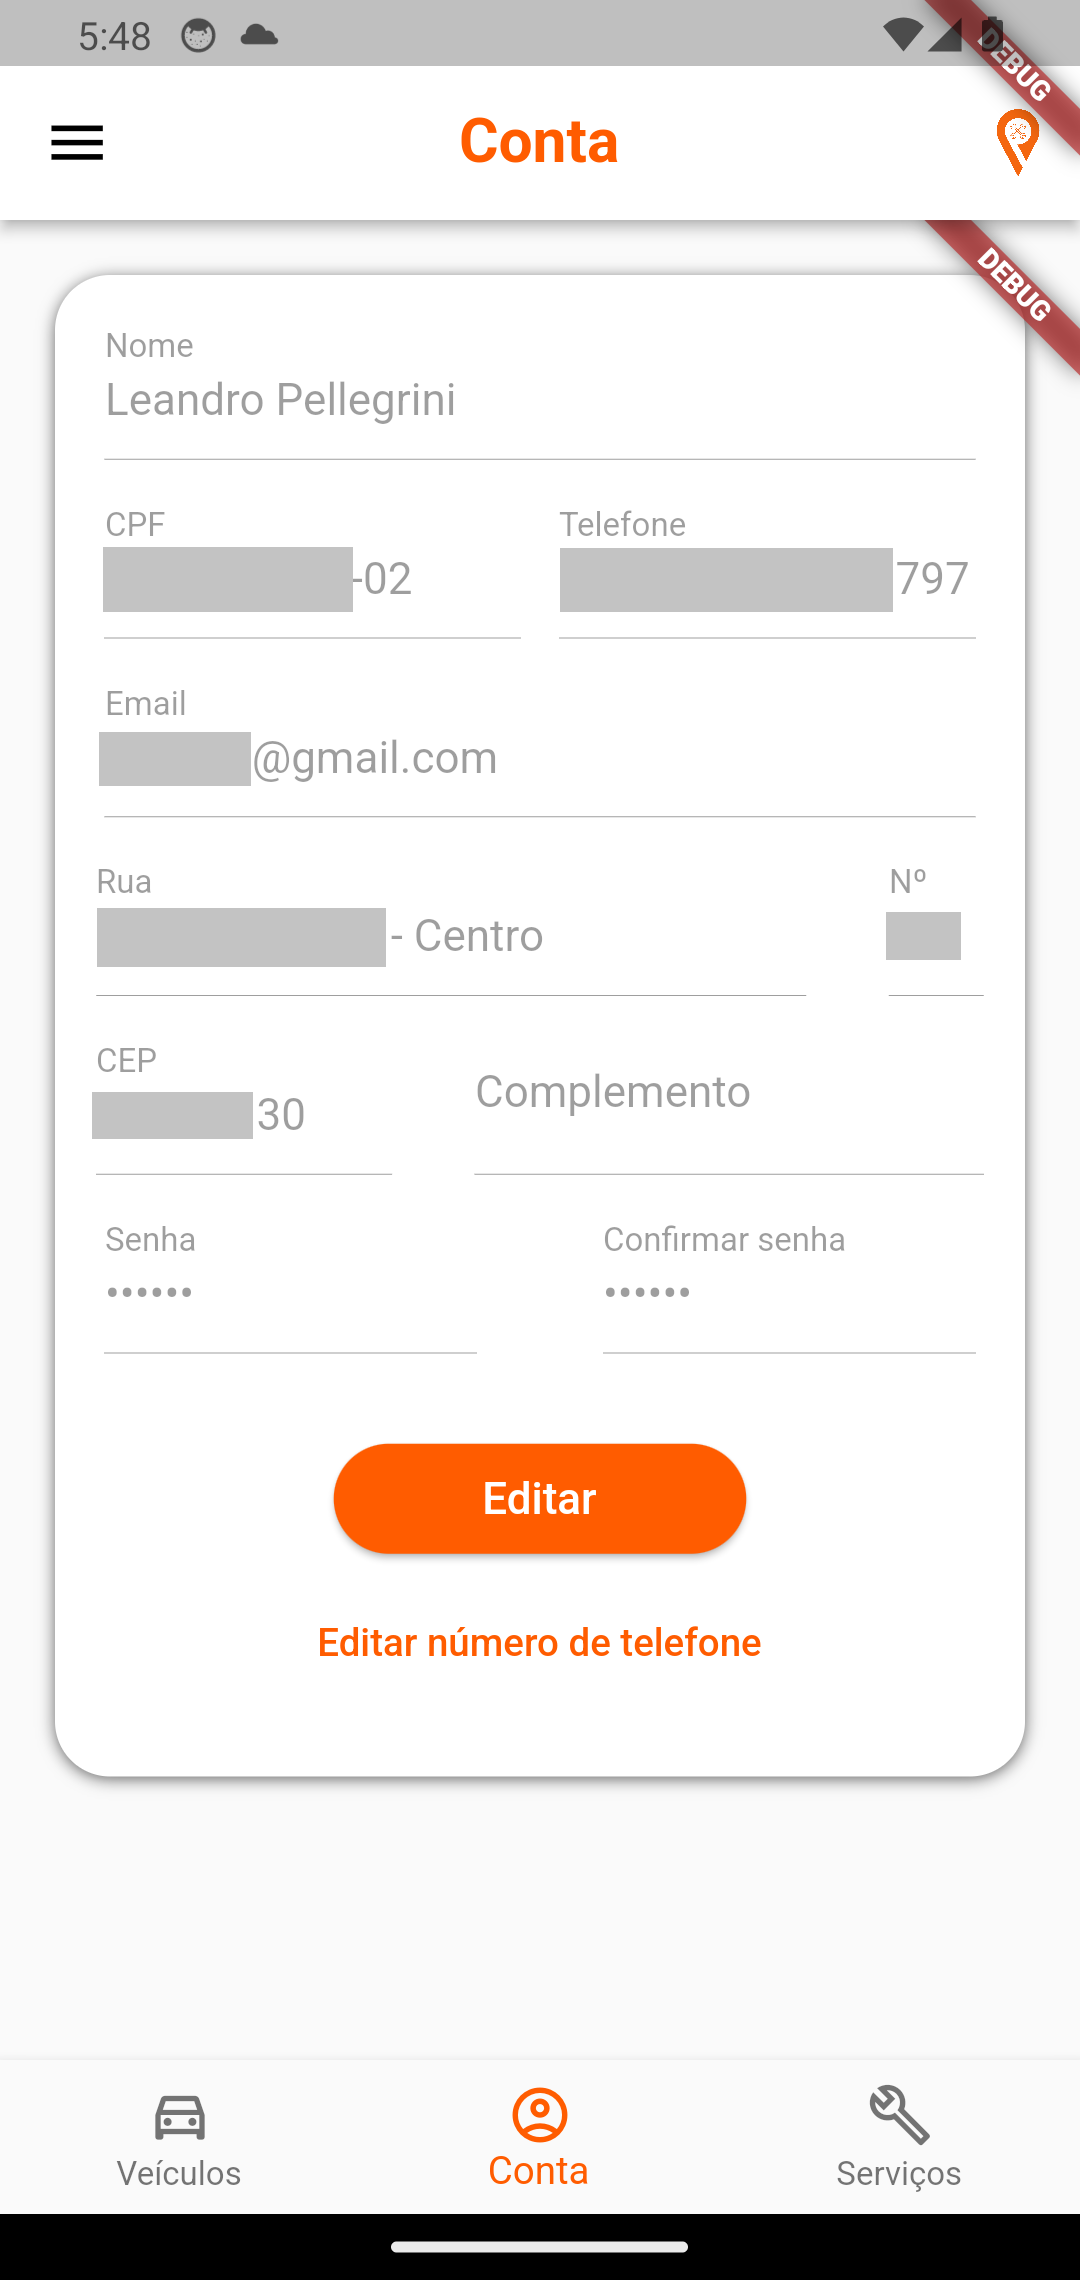 5:48
DEBUG
Conta
DEBUG
Nome
Leandro Pellegrini
CPF Telefone
-02 797
Email
@gmail.com
Rua Nº
- Centro
CEP
30 Complemento
Senha Confirmar senha
•••••• ••••••
Editar
Editar número de telefone
Veículos Conta Serviços